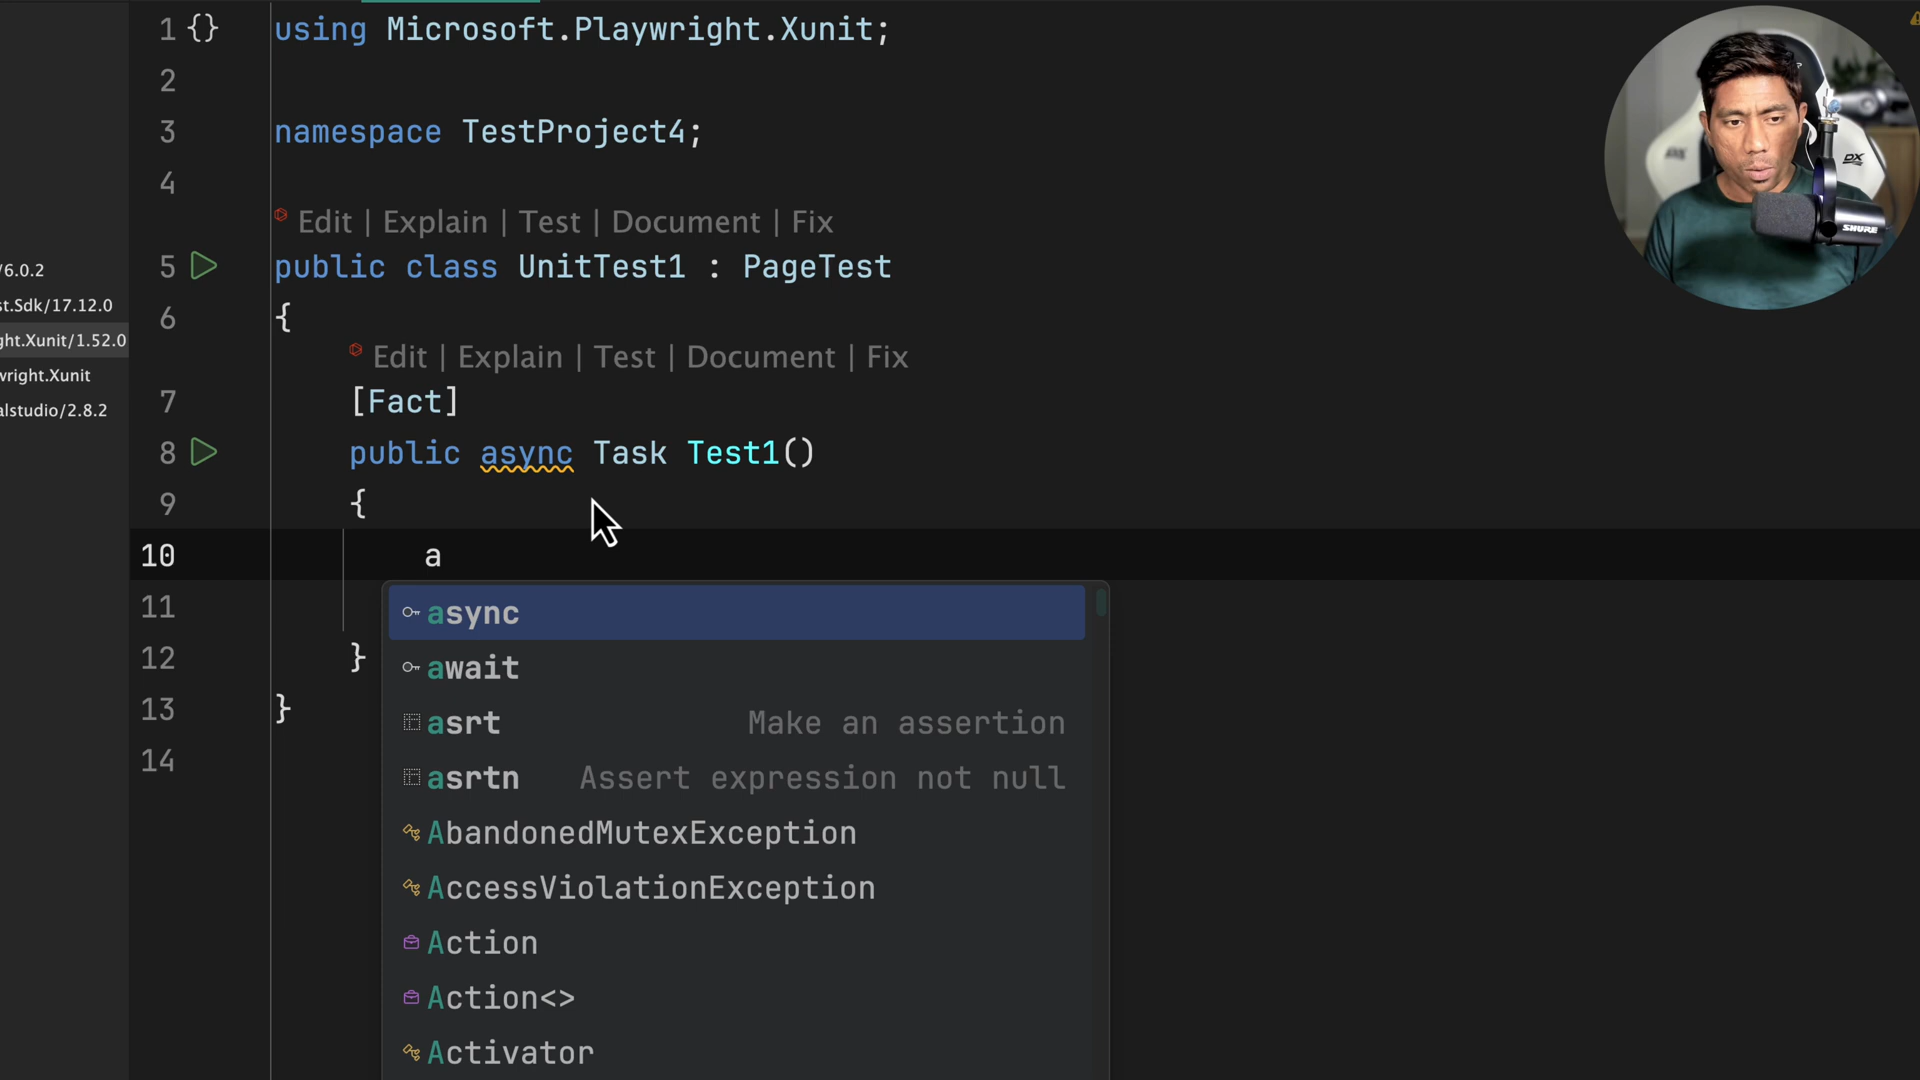 1 {} using Microsoft.Playwright.Xunit;
2
3 namespace TestProject4;
4
Edit | Explain | Test | Document | Fix
/6.0.2
5 public class UnitTest1 : PageTest
st.Sdk/17.12.0
6 {
ght.Xunit/1.52.0
Edit | Explain | Test | Document | Fix
wright.Xunit
7 [Fact]
alstudio/2.8.2
8 public async Task Test1()
9 {
10 a
11
12 }
13 }
14
async
await
asrt Make an assertion
asrtn Assert expression not null
AbandonedMutexException
AccessViolationException
Action
Action<>
Activator
DX
SHURE